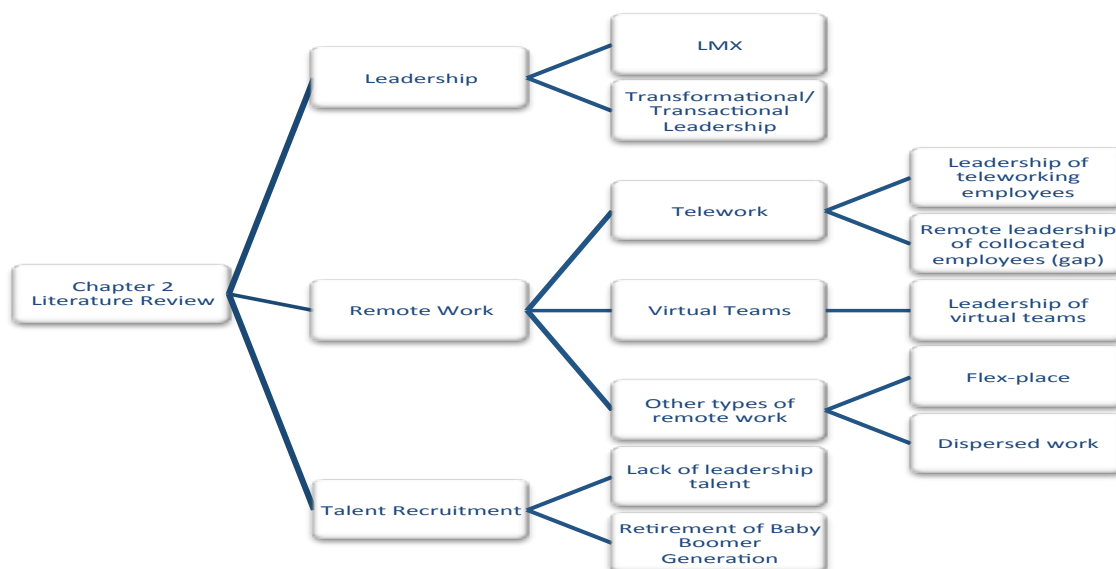 Chapter 2
Literature Review
Leadership
LMX
Transformational/
Transactional
Leadership
Remote Work
Telework
Leadership of
teleworking
employees
Remote leadership
of collocated
employees (gap)
Virtual Teams
Leadership of
virtual teams
Other types of
remote work
Flex-place
Dispersed work
Talent Recruitment
Lack of leadership
talent
Retirement of Baby
Boomer
Generation